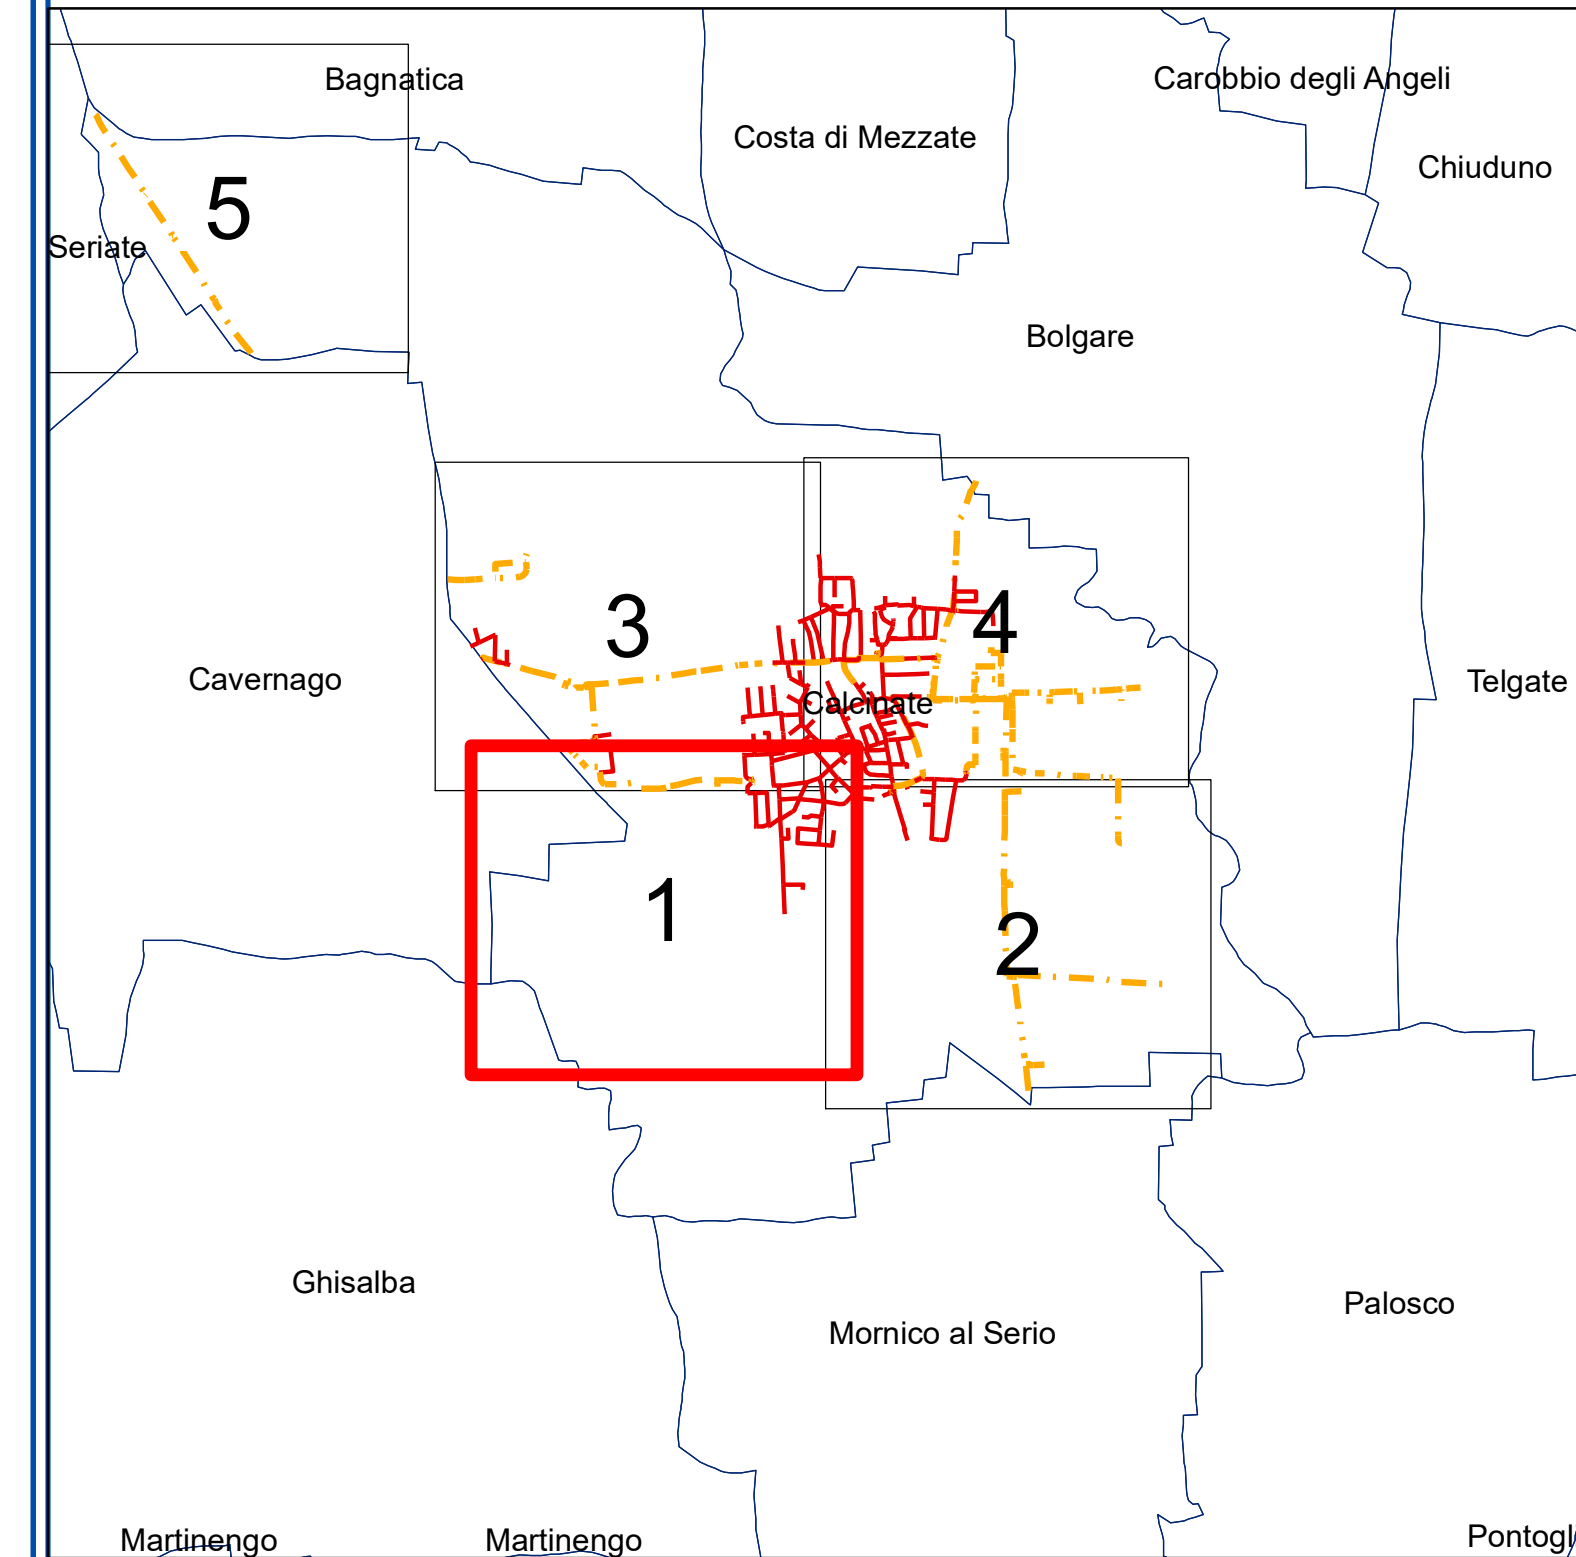 Bagnatica
Carobbio degli Angeli
Costa di Mezzate
Chiuduno
5
Seriate
Bolgare
3
4
Cavernago
Telgate
Calcinate
1
2
Ghisalba
Palosco
Mornico al Serio
Martinengo
Martinengo
Pontogl